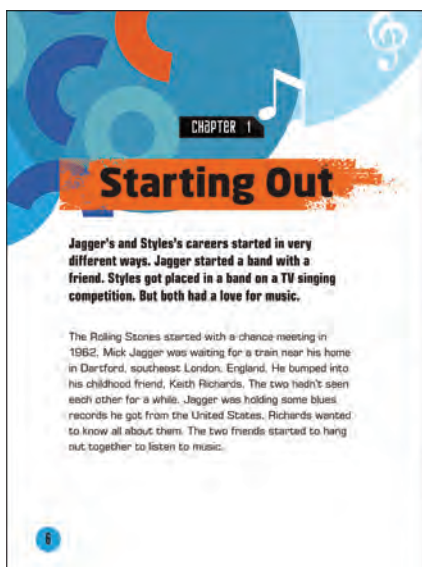 CHAPTER 1
Starting Out
Jagger's and Styles's careers started in very
different ways. Jagger started a band with a
friend. Styles got placed in a band on a TV singing
competition. But both had a love for music.
The Rolling Stones started with a chance meeting in
1962. Mick Jagger was waiting for a train near his home
in Dartford, southeast London, England. He bumped into
his childhood friend, Keith Richards. The two hadn't seen
each other for a while. Jagger was holding some blues
records he got from the United States. Richards wanted
to know all about them. The two friends started to hang
out together to listen to music.
6